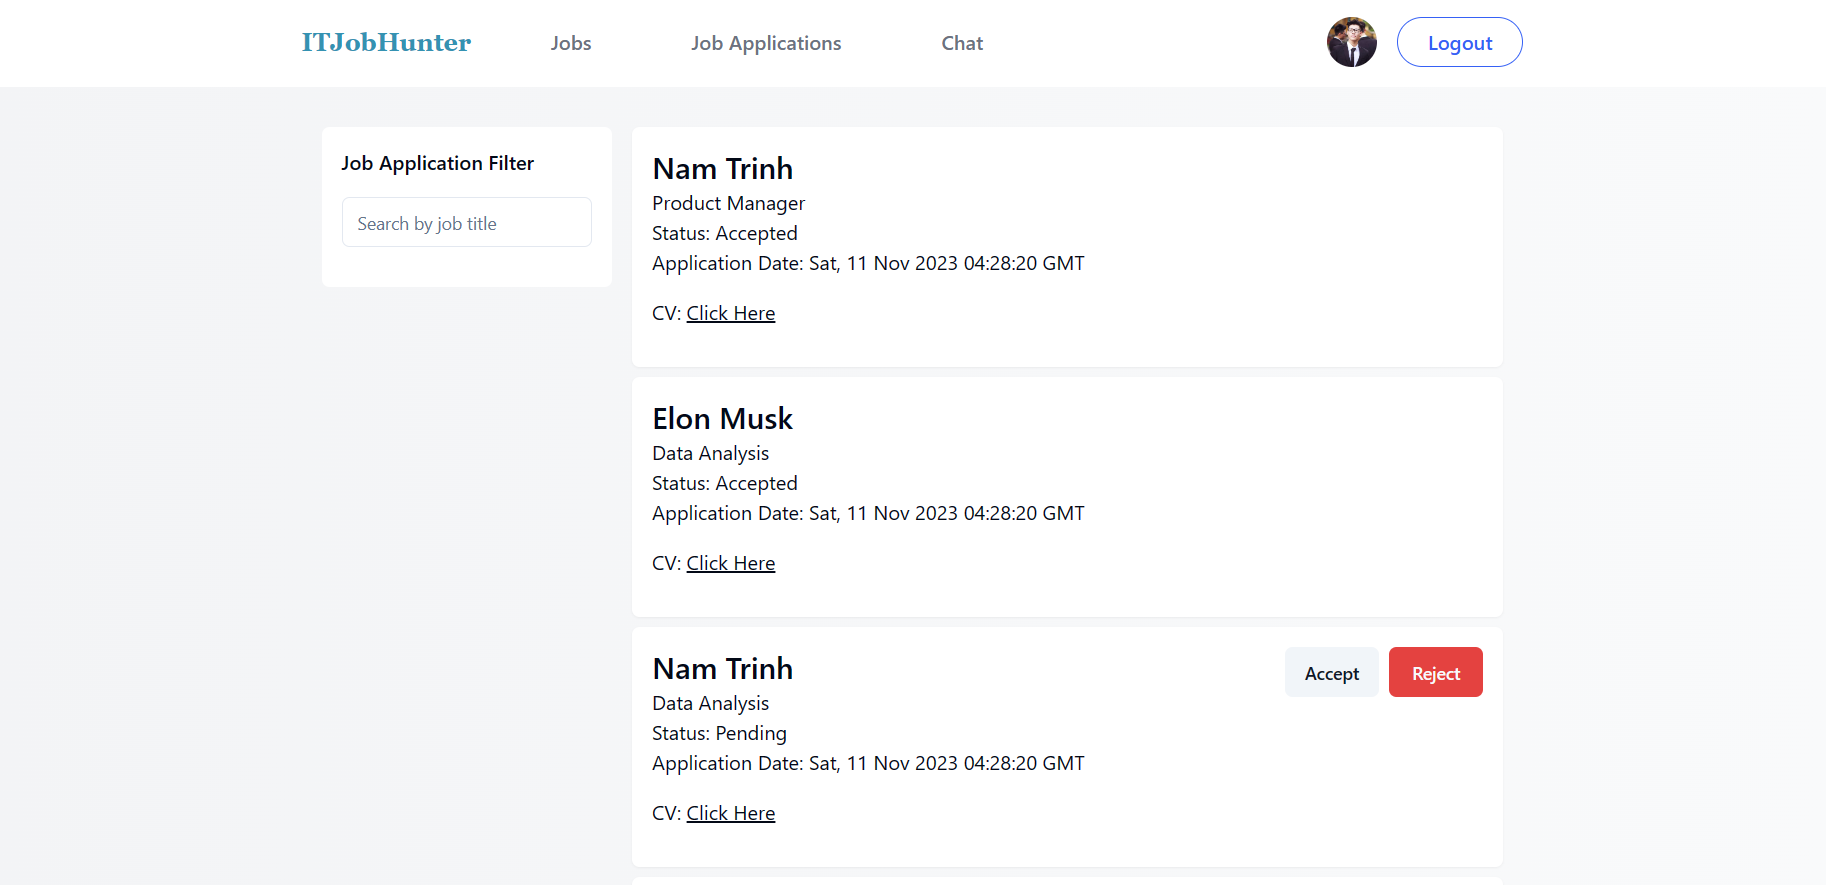 ITJobHunter
Jobs
Job Applications
Chat
Logout
Job Application Filter
Search by job title
Nam Trinh
Product Manager
Status: Accepted
Application Date: Sat, 11 Nov 2023 04:28:20 GMT
CV: Click Here
Elon Musk
Data Analysis
Status: Accepted
Application Date: Sat, 11 Nov 2023 04:28:20 GMT
CV: Click Here
Nam Trinh
Accept
Reject
Data Analysis
Status: Pending
Application Date: Sat, 11 Nov 2023 04:28:20 GMT
CV: Click Here